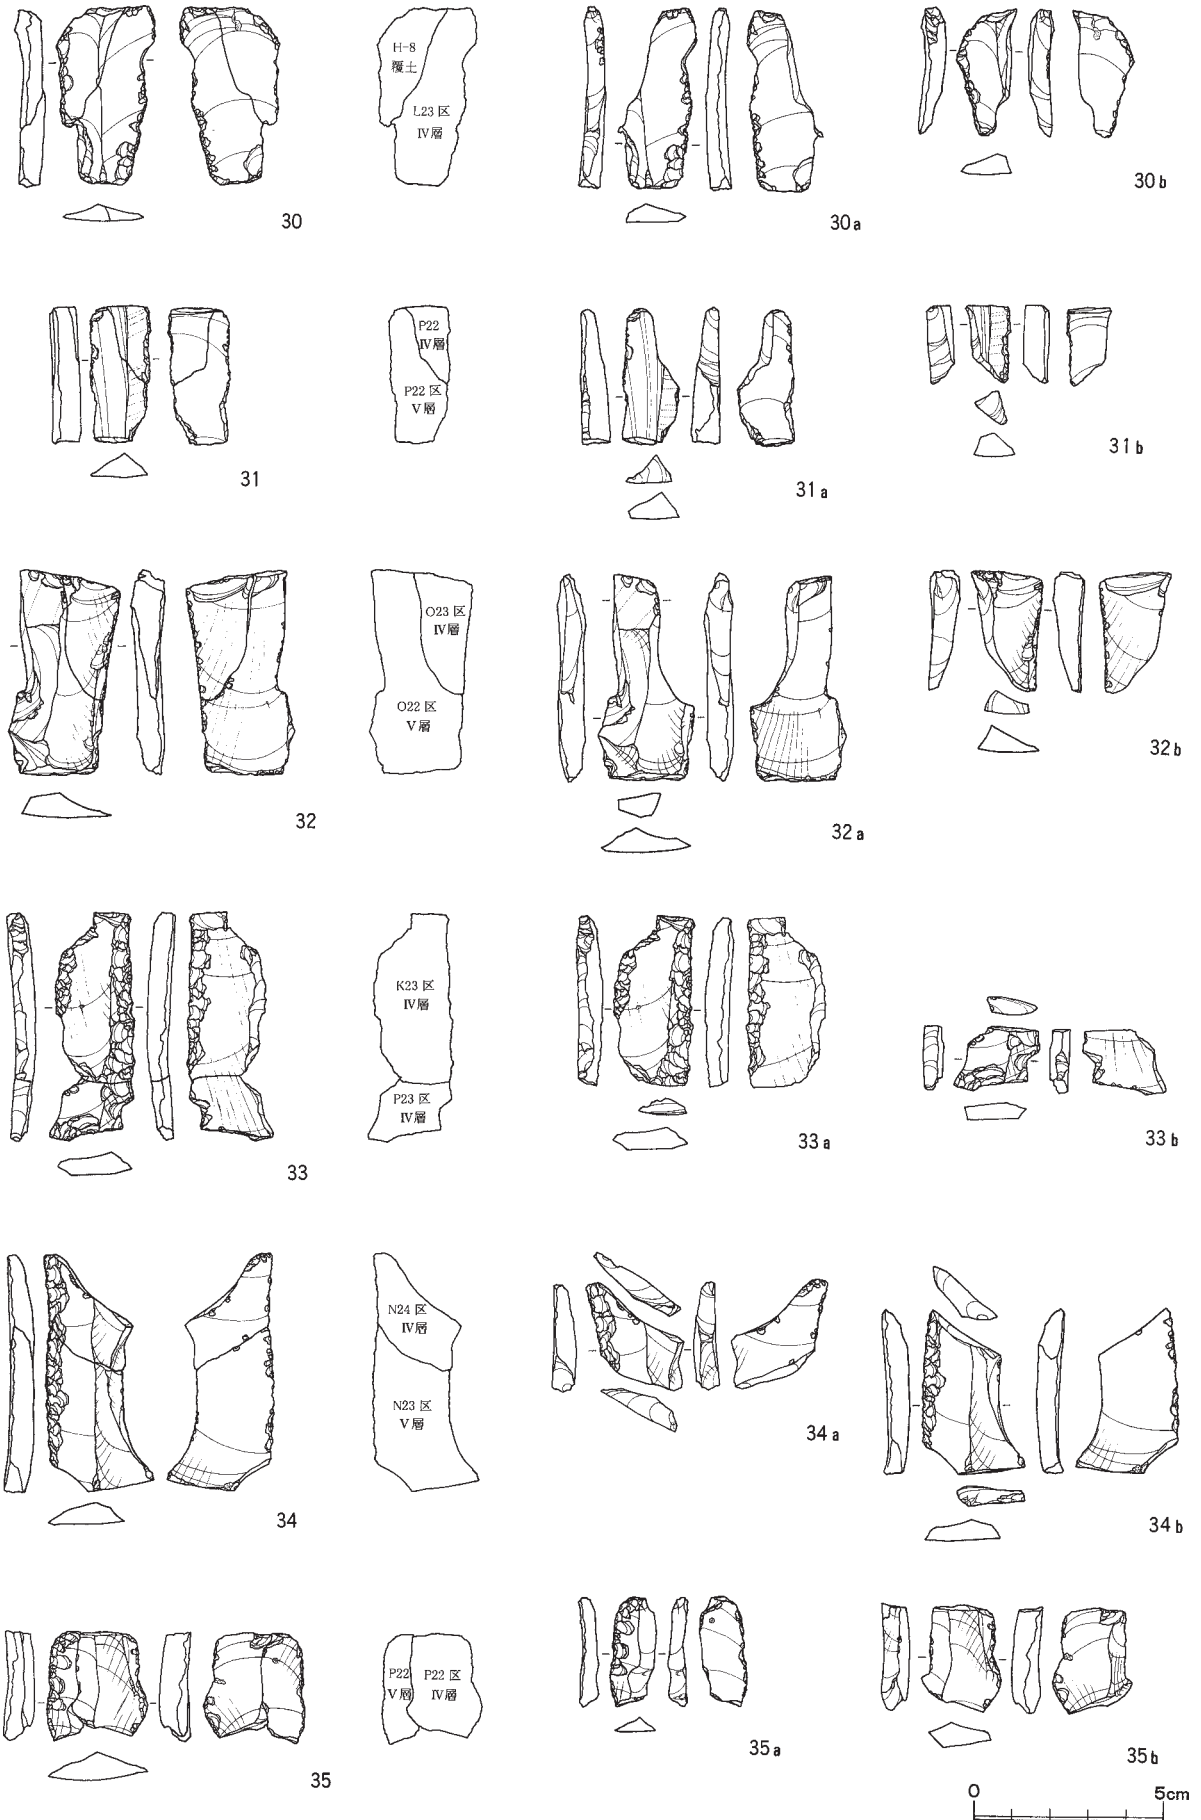 H-8
覆土
L23 区
Ⅳ層
30
30 a
30 b
P22
Ⅳ層
P22 区
Ⅴ層
31
31 a
31 b
O23 区
Ⅳ層
O22 区
Ⅴ層
32
32 a
32 b
K23 区
Ⅳ層
P23 区
Ⅳ層
33
33 a
33 b
N24 区
Ⅳ層
N23 区
Ⅴ層
34
34 a
34 b
P22
Ⅴ層
P22 区
Ⅳ層
35
35 a
35 b
0 5cm